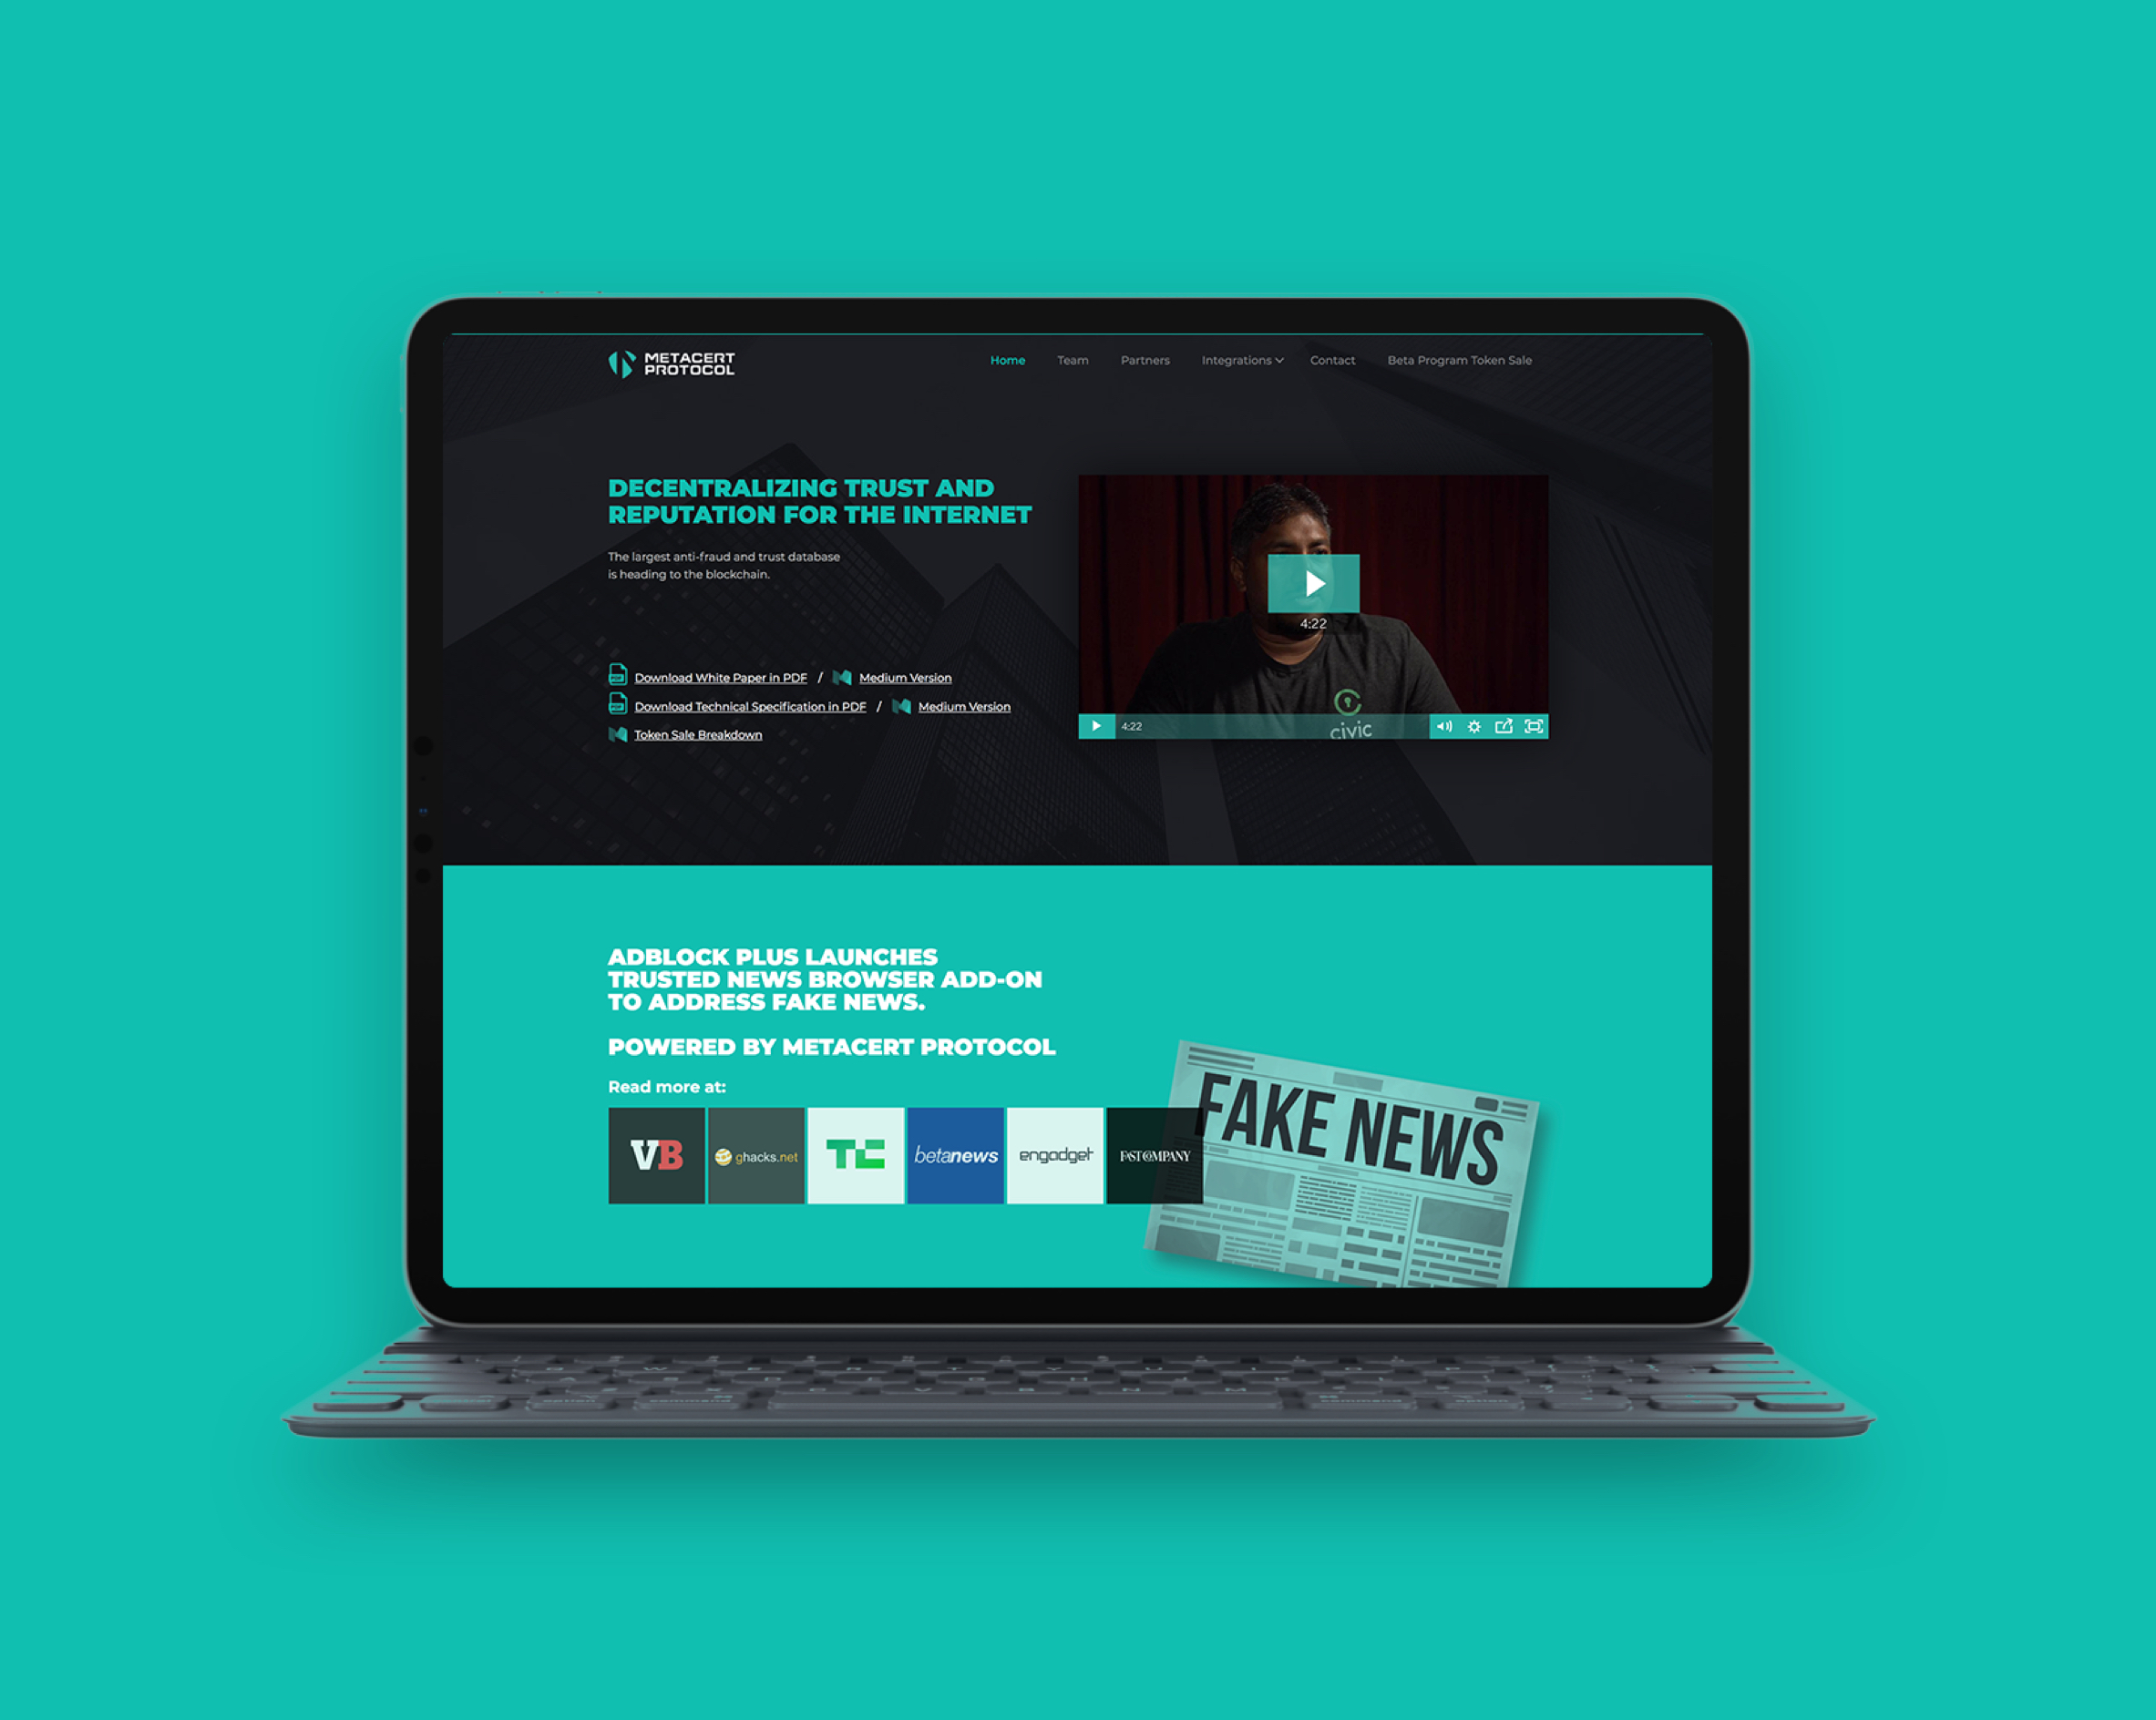 METACERT
PROTOCOL
Home Team Partners Integrations Contact Beta Program Token Sale
DECENTRALIZING TRUST AND
REPUTATION FOR THE INTERNET
The largest anti-fraud and trust database
is heading to the blockchain.
Download White Paper in PDF / Medium Version
Download Technical Specification in PDF / Medium Version
Token Sale Breakdown
4:22
4:22
civic
ADBLOCK PLUS LAUNCHES
TRUSTED NEWS BROWSER ADD-ON
TO ADDRESS FAKE NEWS.
POWERED BY METACERT PROTOCOL
Read more at:
VB ghacks.net TC betanews engadget FAST COMPANY
FAKE NEWS